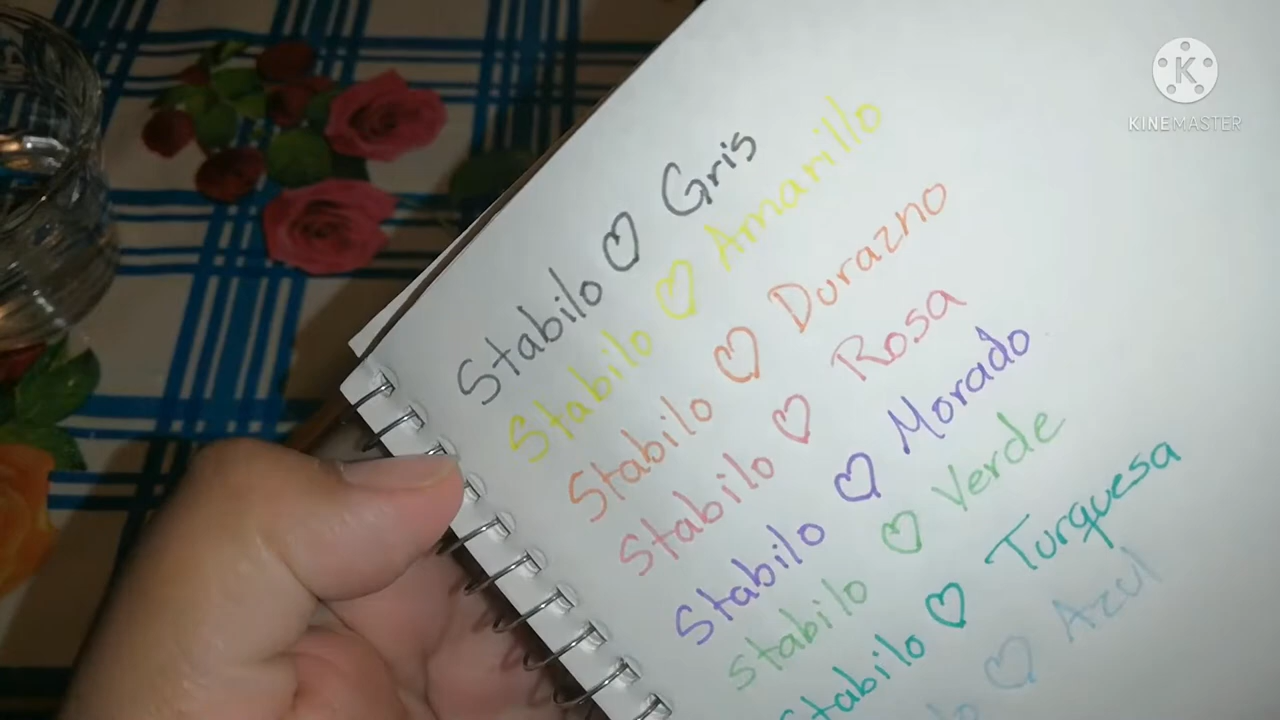 Stabilo ♡ Gris
Stabilo ♡ Amarillo
Stabilo ♡ Durazno
Stabilo ♡ Rosa
Stabilo ♡ Morado
Stabilo ♡ Verde
Stabilo ♡ Turquesa
♡ Azul
KINEMASTER